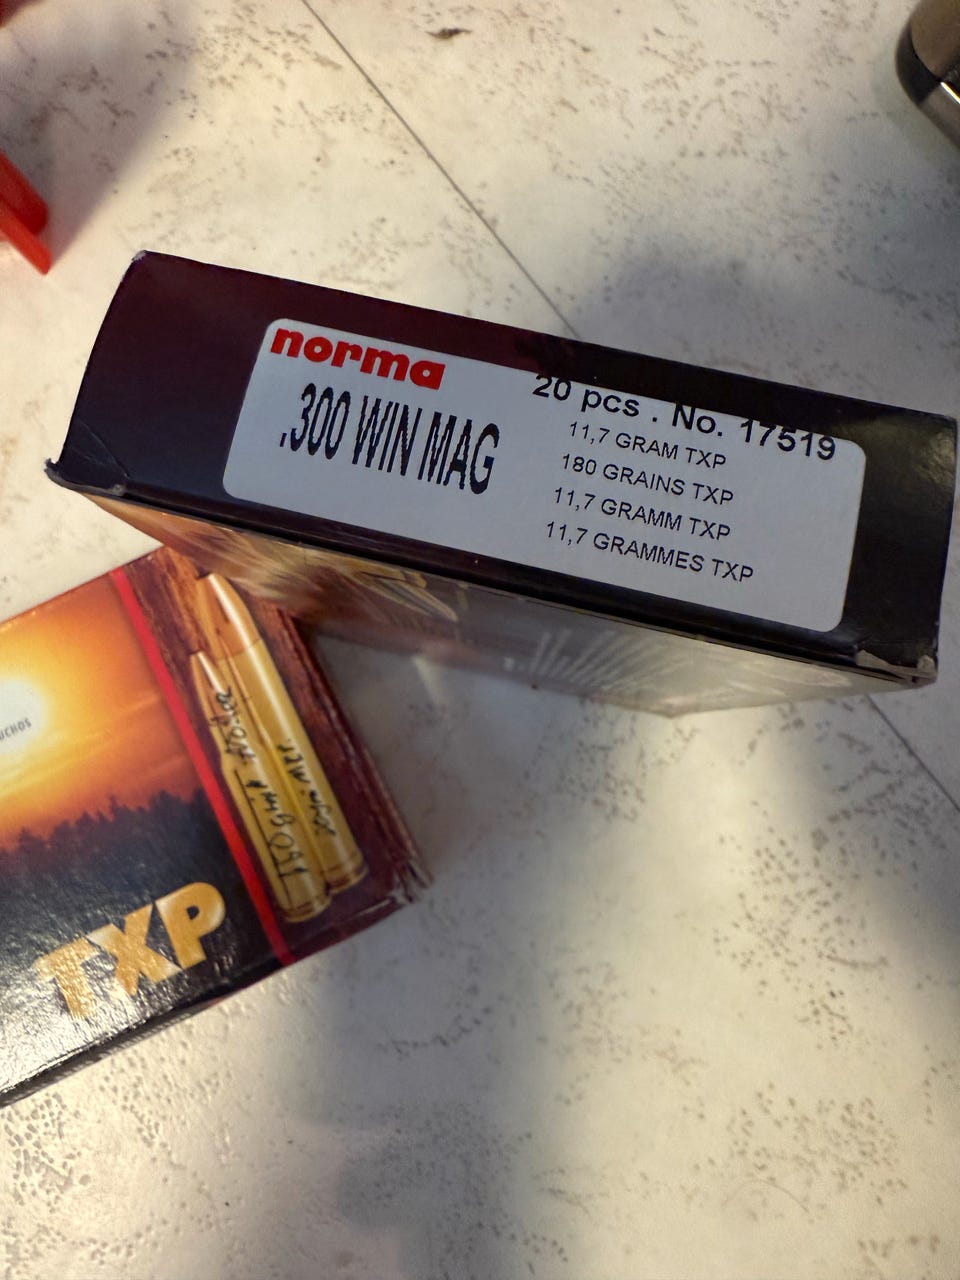 norma
.300 WIN MAG
20 pcs . No. 17519
11,7 GRAM TXP
180 GRAINS TXP
11,7 GRAMM TXP
11,7 GRAMMES TXP
TXP